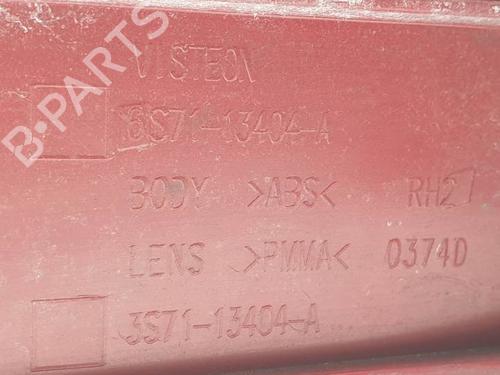 B-PARTS
VISTEON
3S71-13404-A
BODY >ABS< RH2
LENS >PMMA< 0374D
3S71-13404-A